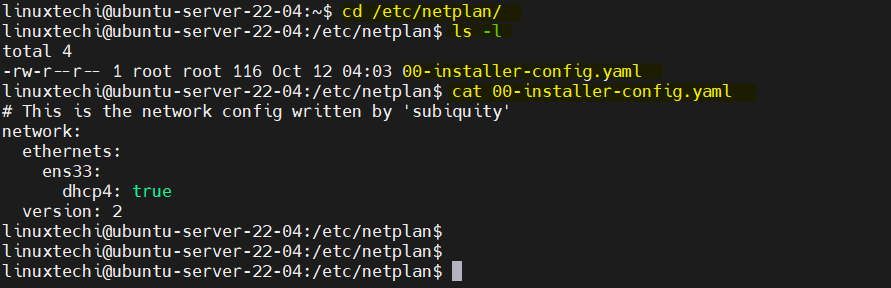 linuxtechi@ubuntu-server-22-04:~$ cd /etc/netplan/
linuxtechi@ubuntu-server-22-04:/etc/netplan$ ls -l
total 4
-rw-r--r-- 1 root root 116 Oct 12 04:03 00-installer-config.yaml
linuxtechi@ubuntu-server-22-04:/etc/netplan$ cat 00-installer-config.yaml
# This is the network config written by 'subiquity'
network:
  ethernets:
    ens33:
      dhcp4: true
  version: 2
linuxtechi@ubuntu-server-22-04:/etc/netplan$
linuxtechi@ubuntu-server-22-04:/etc/netplan$
linuxtechi@ubuntu-server-22-04:/etc/netplan$